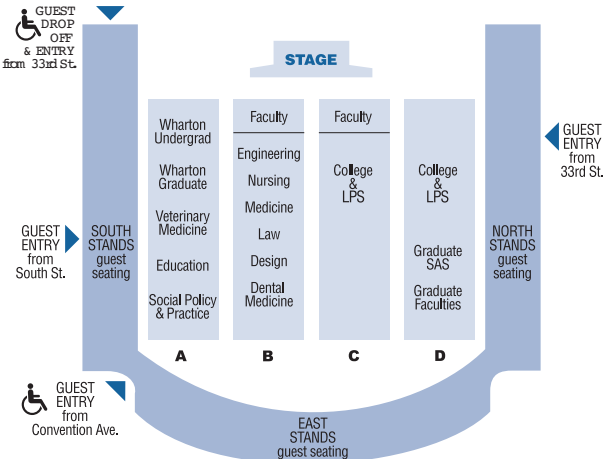 GUEST
DROP
OFF
& ENTRY
from 33rd St.
STAGE
Wharton
Undergrad
Wharton
Graduate
Veterinary
Medicine
Education
Social Policy
& Practice
A
Faculty
Engineering
Nursing
Medicine
Law
Design
Dental
Medicine
B
Faculty
College
&
LPS
C
College
&
LPS
Graduate
SAS
Graduate
Faculties
D
GUEST
ENTRY
from
33rd St.
GUEST
ENTRY
from
South St.
SOUTH
STANDS
guest
seating
NORTH
STANDS
guest
seating
GUEST
ENTRY
from
Convention Ave.
EAST
STANDS
guest seating